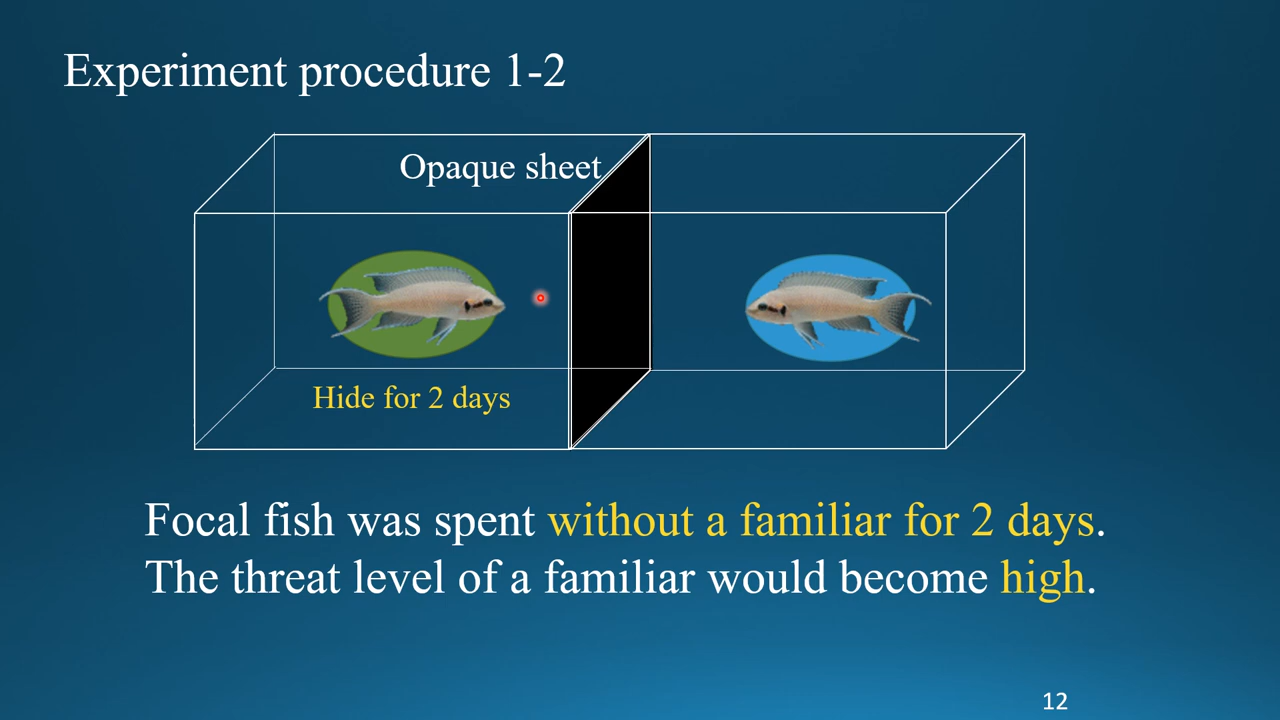 Experiment procedure 1-2
Opaque sheet
Hide for 2 days
Focal fish was spent without a familiar for 2 days.
The threat level of a familiar would become high.
12